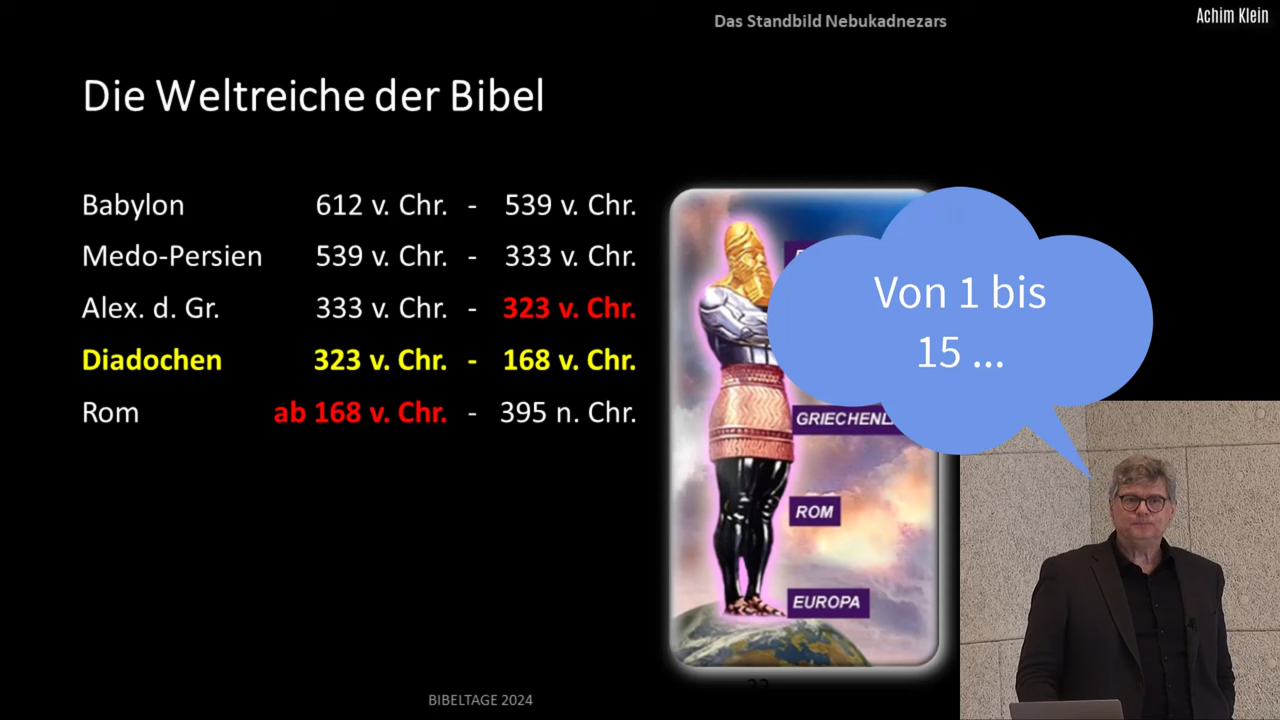 Das Standbild Nebukadnezars
Achim Klein
Die Weltreiche der Bibel
Babylon 612 v. Chr. - 539 v. Chr.
Medo-Persien 539 v. Chr. - 333 v. Chr.
Alex. d. Gr. 333 v. Chr. - 323 v. Chr.
Diadochen 323 v. Chr. - 168 v. Chr.
Rom ab 168 v. Chr. - 395 n. Chr.
Von 1 bis
15 ...
ROM
EUROPA
BIBELTAGE 2024